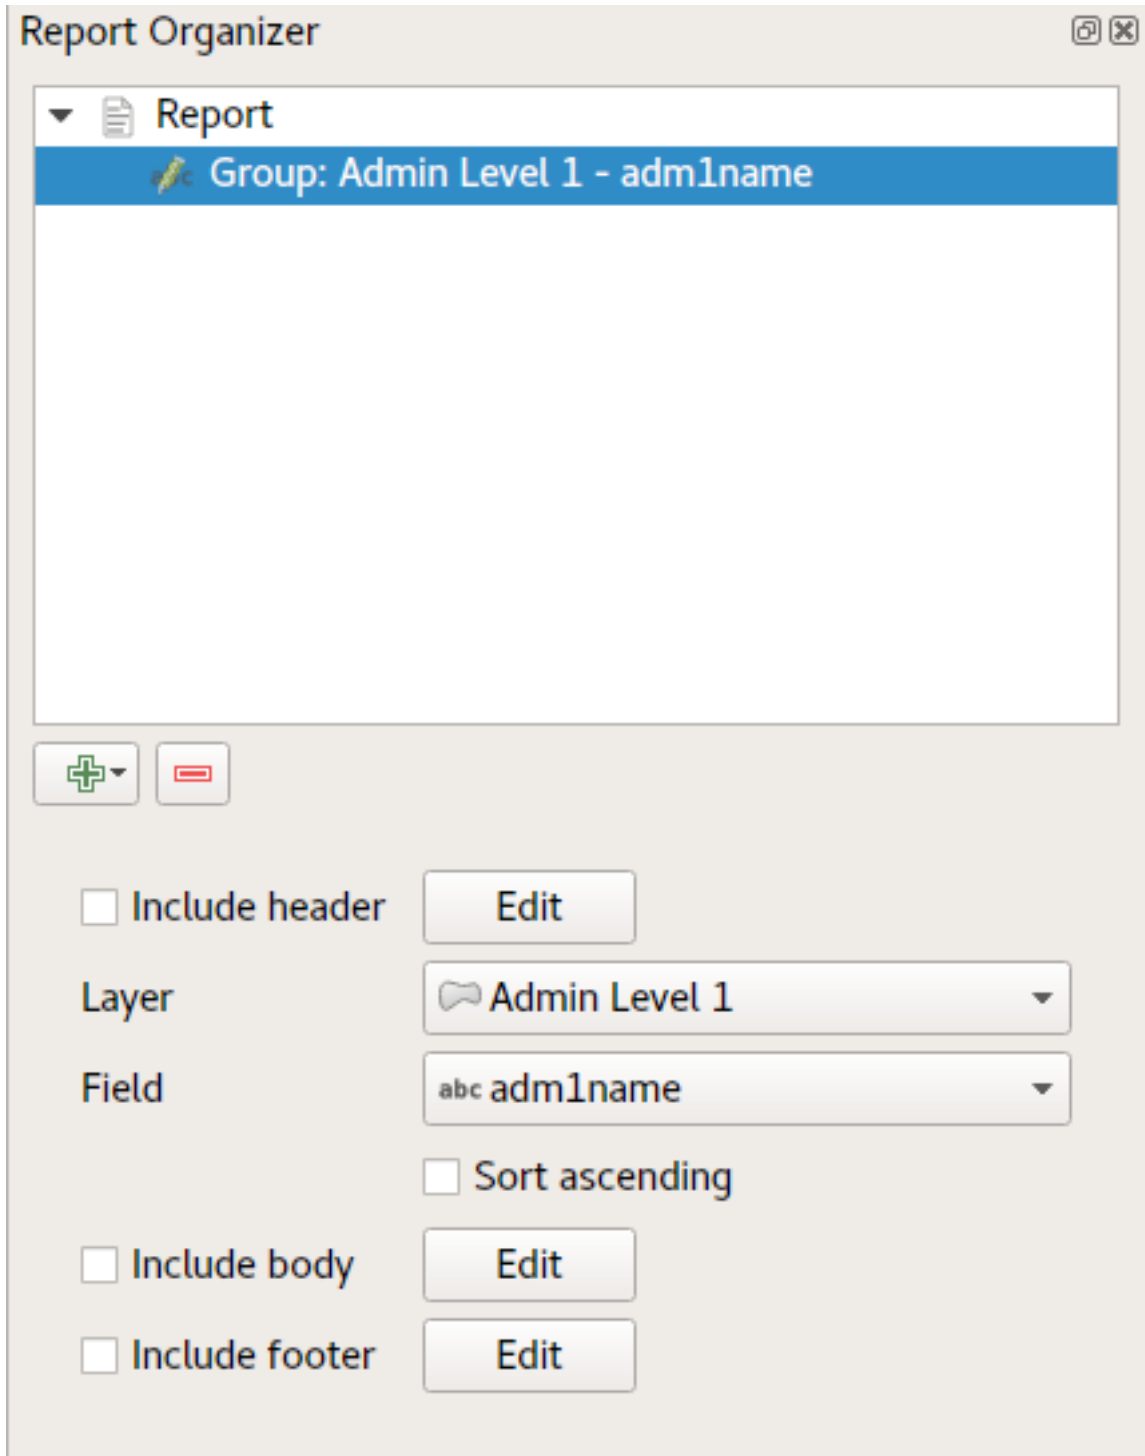 Report Organizer
Report
Group: Admin Level 1 - adm1name
Include header Edit
Layer Admin Level 1
Field abc adm1name
Sort ascending
Include body Edit
Include footer Edit